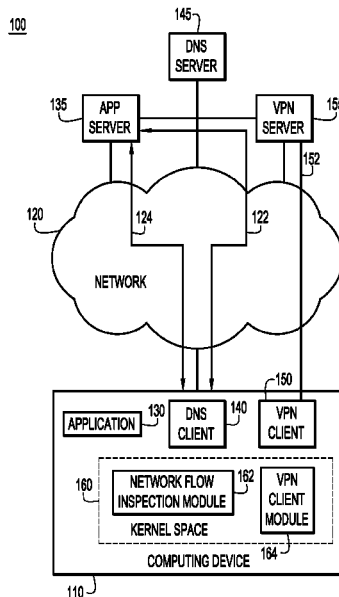 100
145
DNS
SERVER
135
APP
SERVER
VPN
SERVER
155
152
120
124
122
NETWORK
150
APPLICATION
130
DNS
CLIENT
140
VPN
CLIENT
160
NETWORK FLOW
INSPECTION MODULE
162
VPN
CLIENT
MODULE
KERNEL SPACE
164
COMPUTING DEVICE
110